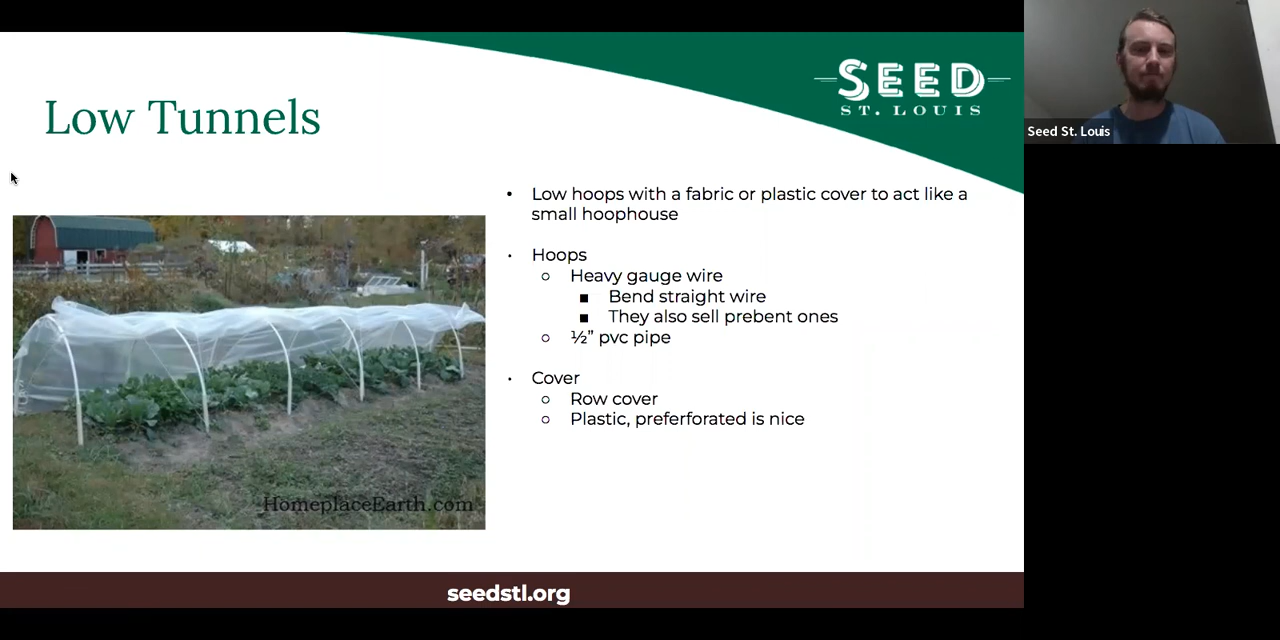 SEED
ST. LOUIS
Low Tunnels
Seed St. Louis
• Low hoops with a fabric or plastic cover to act like a
small hoophouse
• Hoops
○ Heavy gauge wire
■ Bend straight wire
■ They also sell prebent ones
○ ½” pvc pipe
• Cover
○ Row cover
○ Plastic, preferforated is nice
HomeplaceEarth.com
seedstl.org